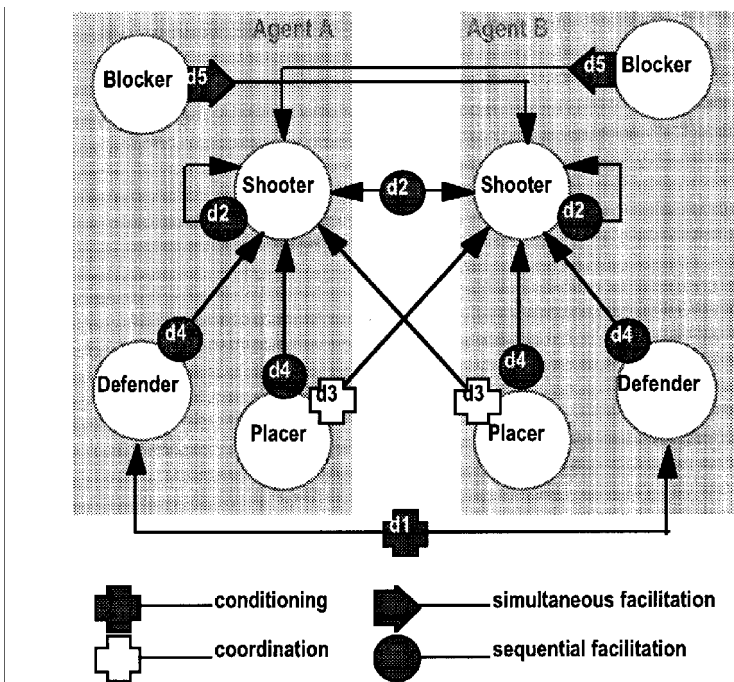 Agent A
Agent B
Blocker
d5
d5
Blocker
Shooter
d2
Shooter
d2
d2
d4
d4
Defender
d4
d3
d3
d4
Defender
Placer
Placer
d1
conditioning
simultaneous facilitation
coordination
sequential facilitation